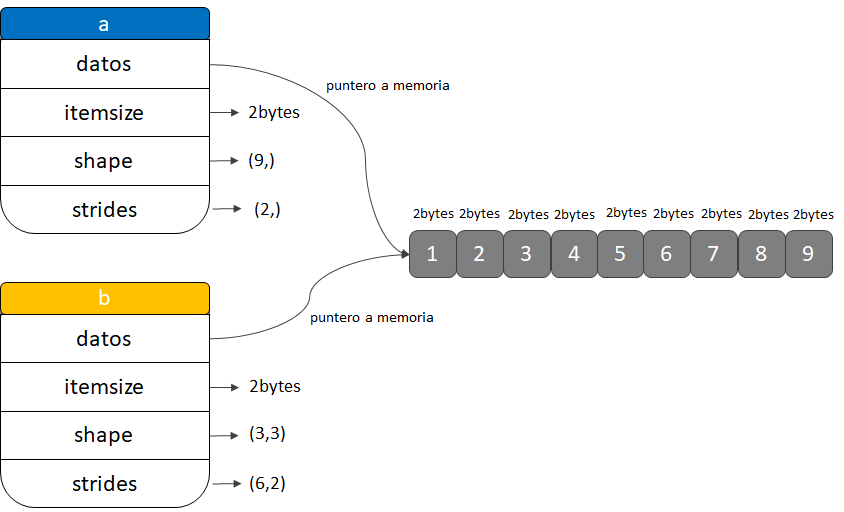 a
datos
puntero a memoria
itemsize
2bytes
shape
(9,)
strides
(2,)
2bytes 2bytes 2bytes 2bytes 2bytes 2bytes 2bytes 2bytes 2bytes
1 2 3 4 5 6 7 8 9
b
puntero a memoria
datos
itemsize
2bytes
shape
(3,3)
strides
(6,2)